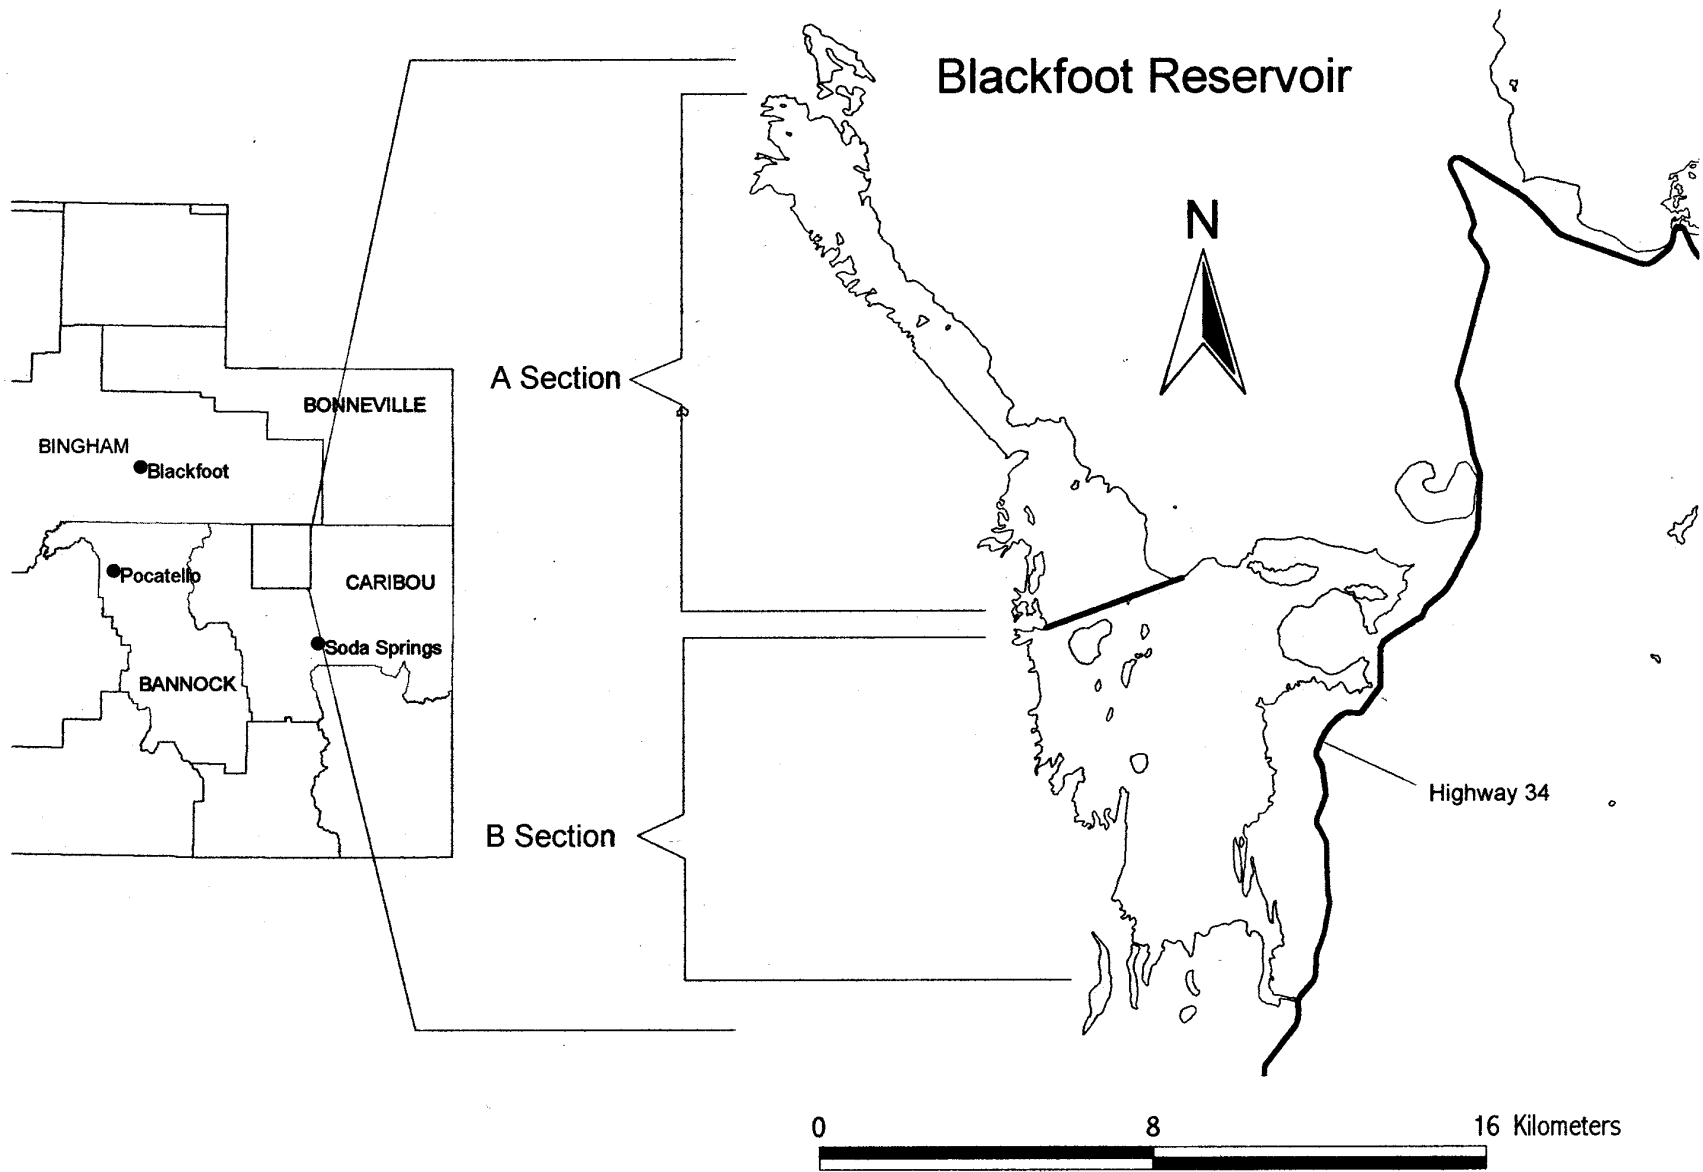 Blackfoot Reservoir
N
A Section
BONNEVILLE
BINGHAM
Blackfoot
Pocatello
CARIBOU
Soda Springs
BANNOCK
B Section
Highway 34
0 8 16 Kilometers